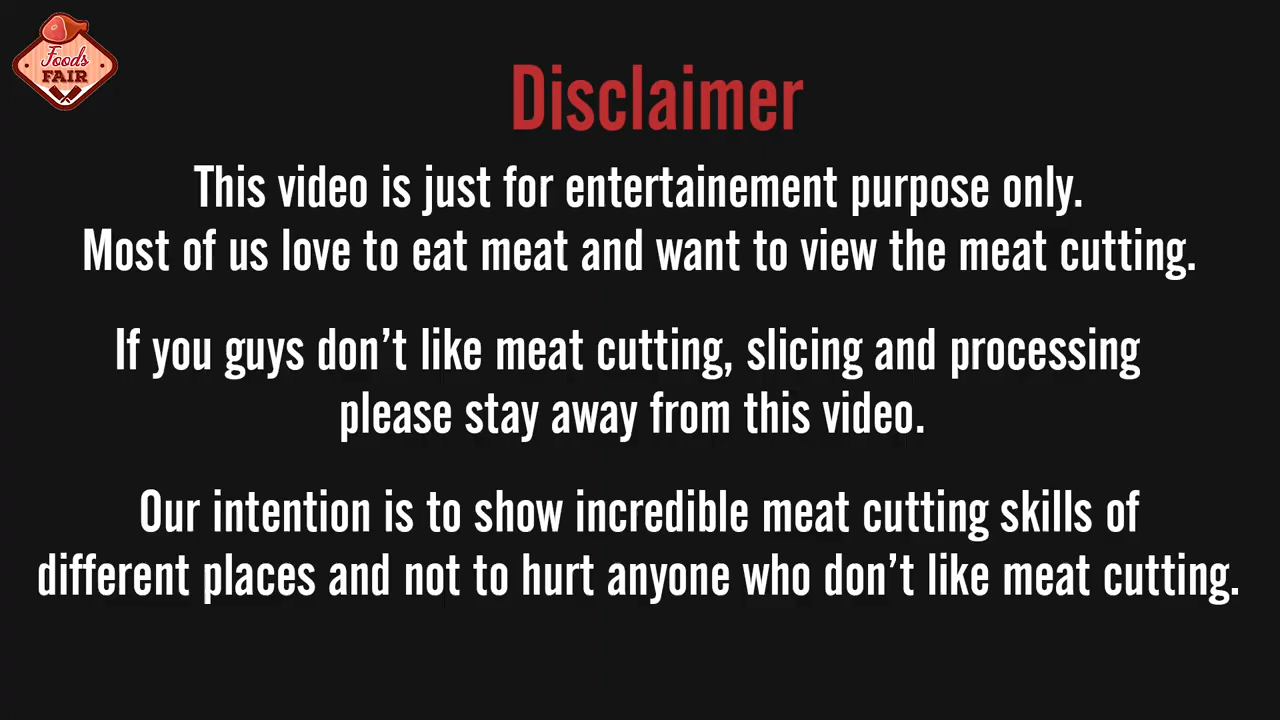 Foods
FAIR
Disclaimer
This video is just for entertainement purpose only.
Most of us love to eat meat and want to view the meat cutting.
If you guys don’t like meat cutting, slicing and processing
please stay away from this video.
Our intention is to show incredible meat cutting skills of
different places and not to hurt anyone who don’t like meat cutting.